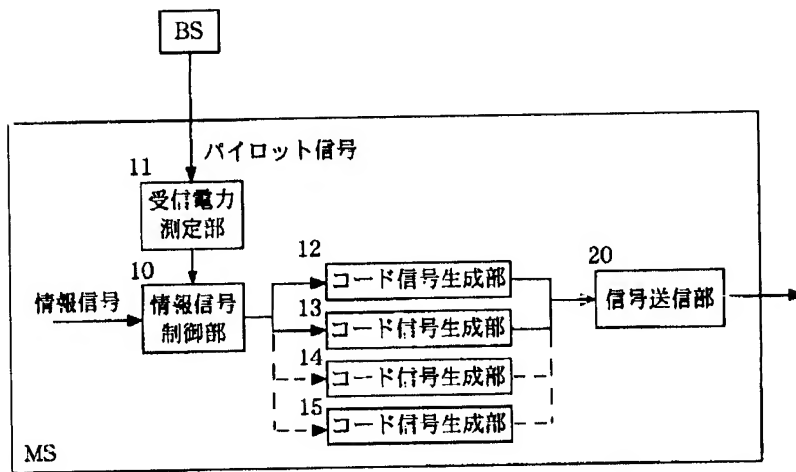 BS
パイロット信号
11
受信電力
測定部
10
情報信号
情報信号
制御部
12
コード信号生成部
13
コード信号生成部
14
コード信号生成部
15
コード信号生成部
20
信号送信部
MS